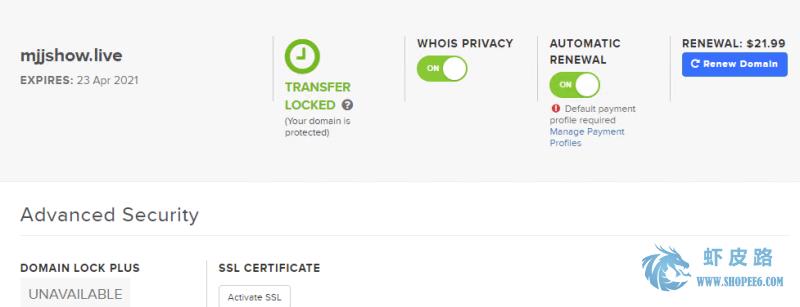 mjjshow.live
EXPIRES: 23 Apr 2021
TRANSFER
LOCKED ?
(Your domain is
protected)
WHOIS PRIVACY
ON
AUTOMATIC
RENEWAL
ON
! Default payment
profile required
Manage Payment
Profiles
RENEWAL: $21.99
Renew Domain
Advanced Security
DOMAIN LOCK PLUS
UNAVAILABLE
SSL CERTIFICATE
Activate SSL
虾皮路
WWW.SHOPEE6.COM